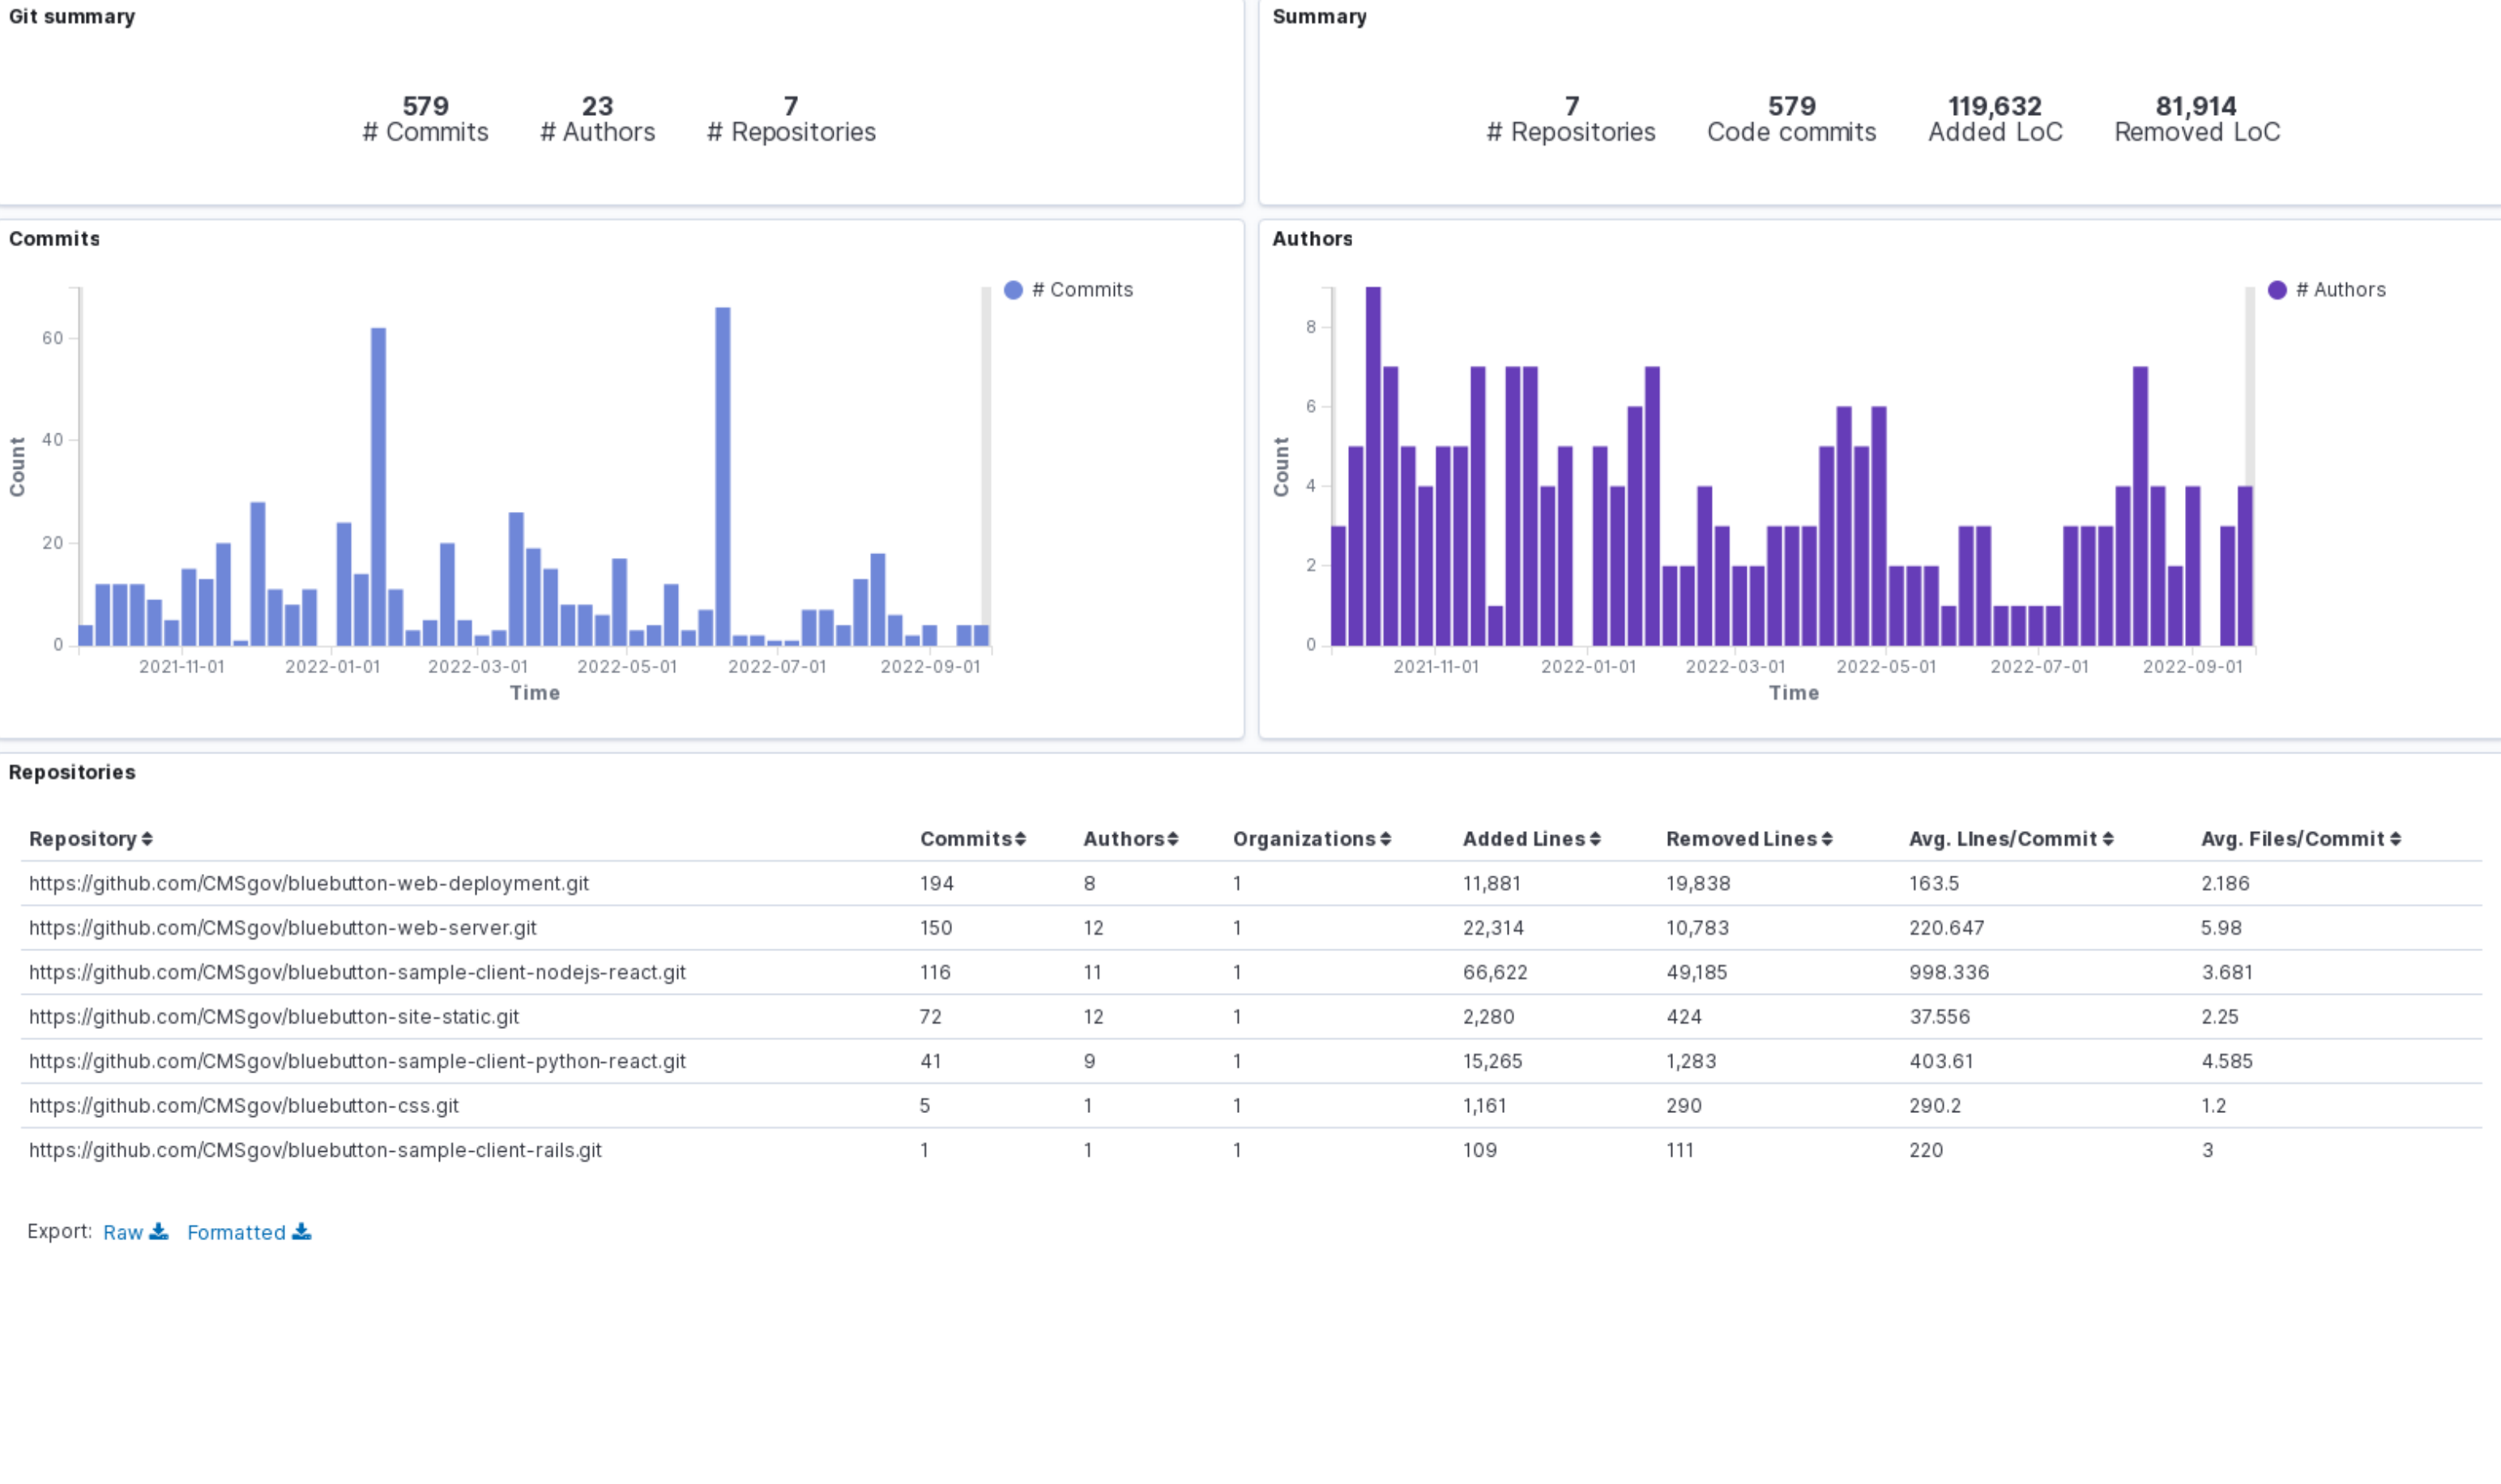 Git summary
579 23 7
# Commits # Authors # Repositories
Summary
7 579 119,632 81,914
# Repositories Code commits Added LoC Removed LoC
Commits
# Commits
60
40
20
0
Count
2021-11-01 2022-01-01 2022-03-01 2022-05-01 2022-07-01 2022-09-01
Time
Authors
# Authors
8
6
4
2
0
Count
2021-11-01 2022-01-01 2022-03-01 2022-05-01 2022-07-01 2022-09-01
Time
Repositories
Repository Commits Authors Organizations Added Lines Removed Lines Avg. LInes/Commit Avg. Files/Commit
https://github.com/CMSgov/bluebutton-web-deployment.git 194 8 1 11,881 19,838 163.5 2.186
https://github.com/CMSgov/bluebutton-web-server.git 150 12 1 22,314 10,783 220.647 5.98
https://github.com/CMSgov/bluebutton-sample-client-nodejs-react.git 116 11 1 66,622 49,185 998.336 3.681
https://github.com/CMSgov/bluebutton-site-static.git 72 12 1 2,280 424 37.556 2.25
https://github.com/CMSgov/bluebutton-sample-client-python-react.git 41 9 1 15,265 1,283 403.61 4.585
https://github.com/CMSgov/bluebutton-css.git 5 1 1 1,161 290 290.2 1.2
https://github.com/CMSgov/bluebutton-sample-client-rails.git 1 1 1 109 111 220 3
Export: Raw Formatted